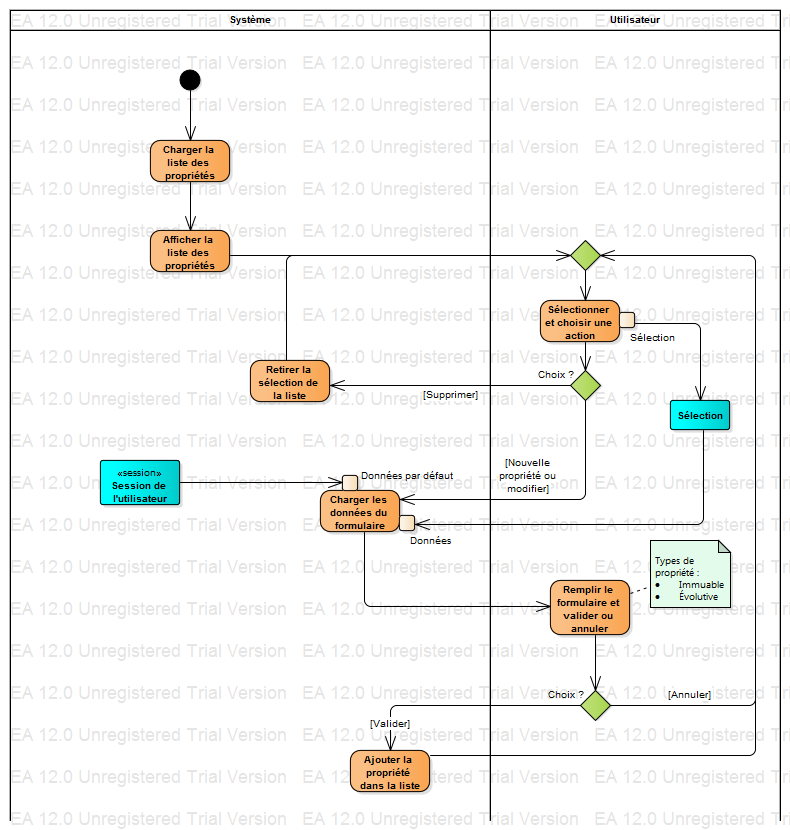 Système
Utilisateur
EA 12.0 Unregistered Trial Version
Charger la
liste des
propriétés
Afficher la
liste des
propriétés
Sélectionner
et choisir une
action
Sélection
Choix ?
Retirer la
sélection de
la liste
[Supprimer]
Sélection
[Nouvelle
propriété ou
modifier]
«session»
Session de
l'utilisateur
Données par défaut
Charger les
données du
formulaire
Données
Types de
propriété :
• Immuable
• Évolutive
Remplir le
formulaire et
valider ou
annuler
Choix ?
[Annuler]
[Valider]
Ajouter la
propriété
dans la liste